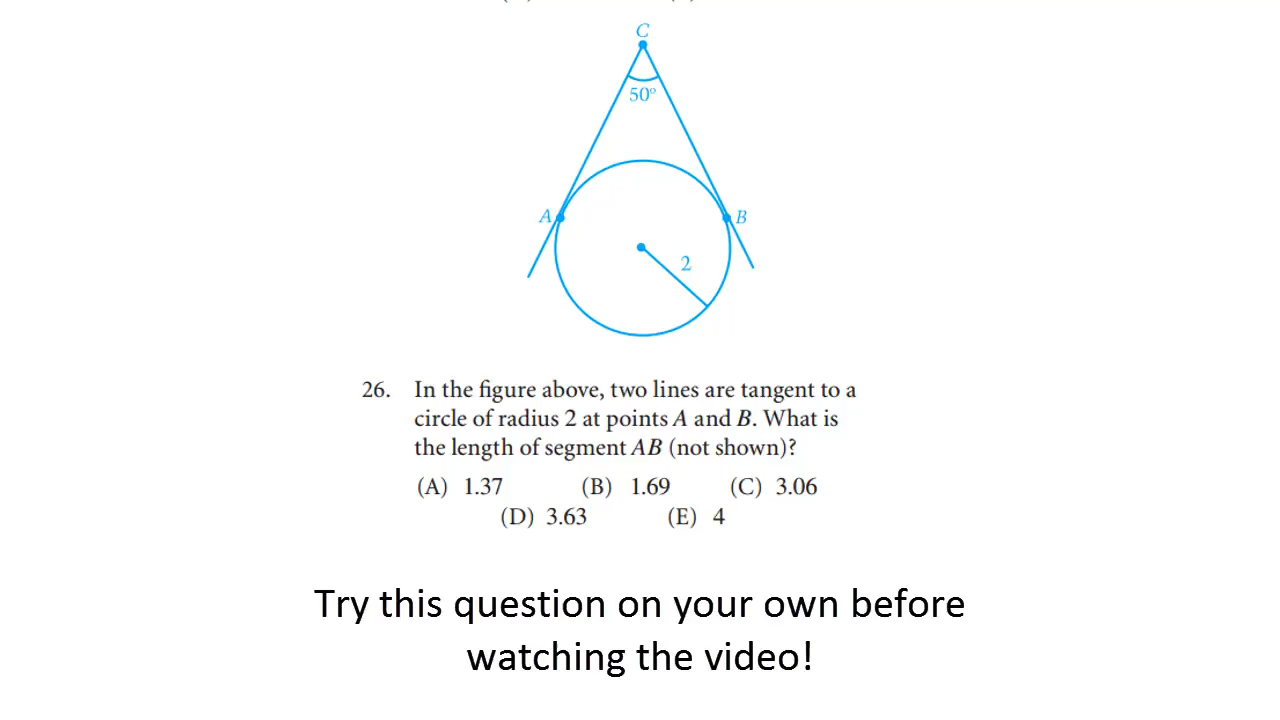 C
50°
A
B
2
26. In the figure above, two lines are tangent to a
circle of radius 2 at points A and B. What is
the length of segment AB (not shown)?
(A) 1.37 (B) 1.69 (C) 3.06
(D) 3.63 (E) 4
Try this question on your own before
watching the video!